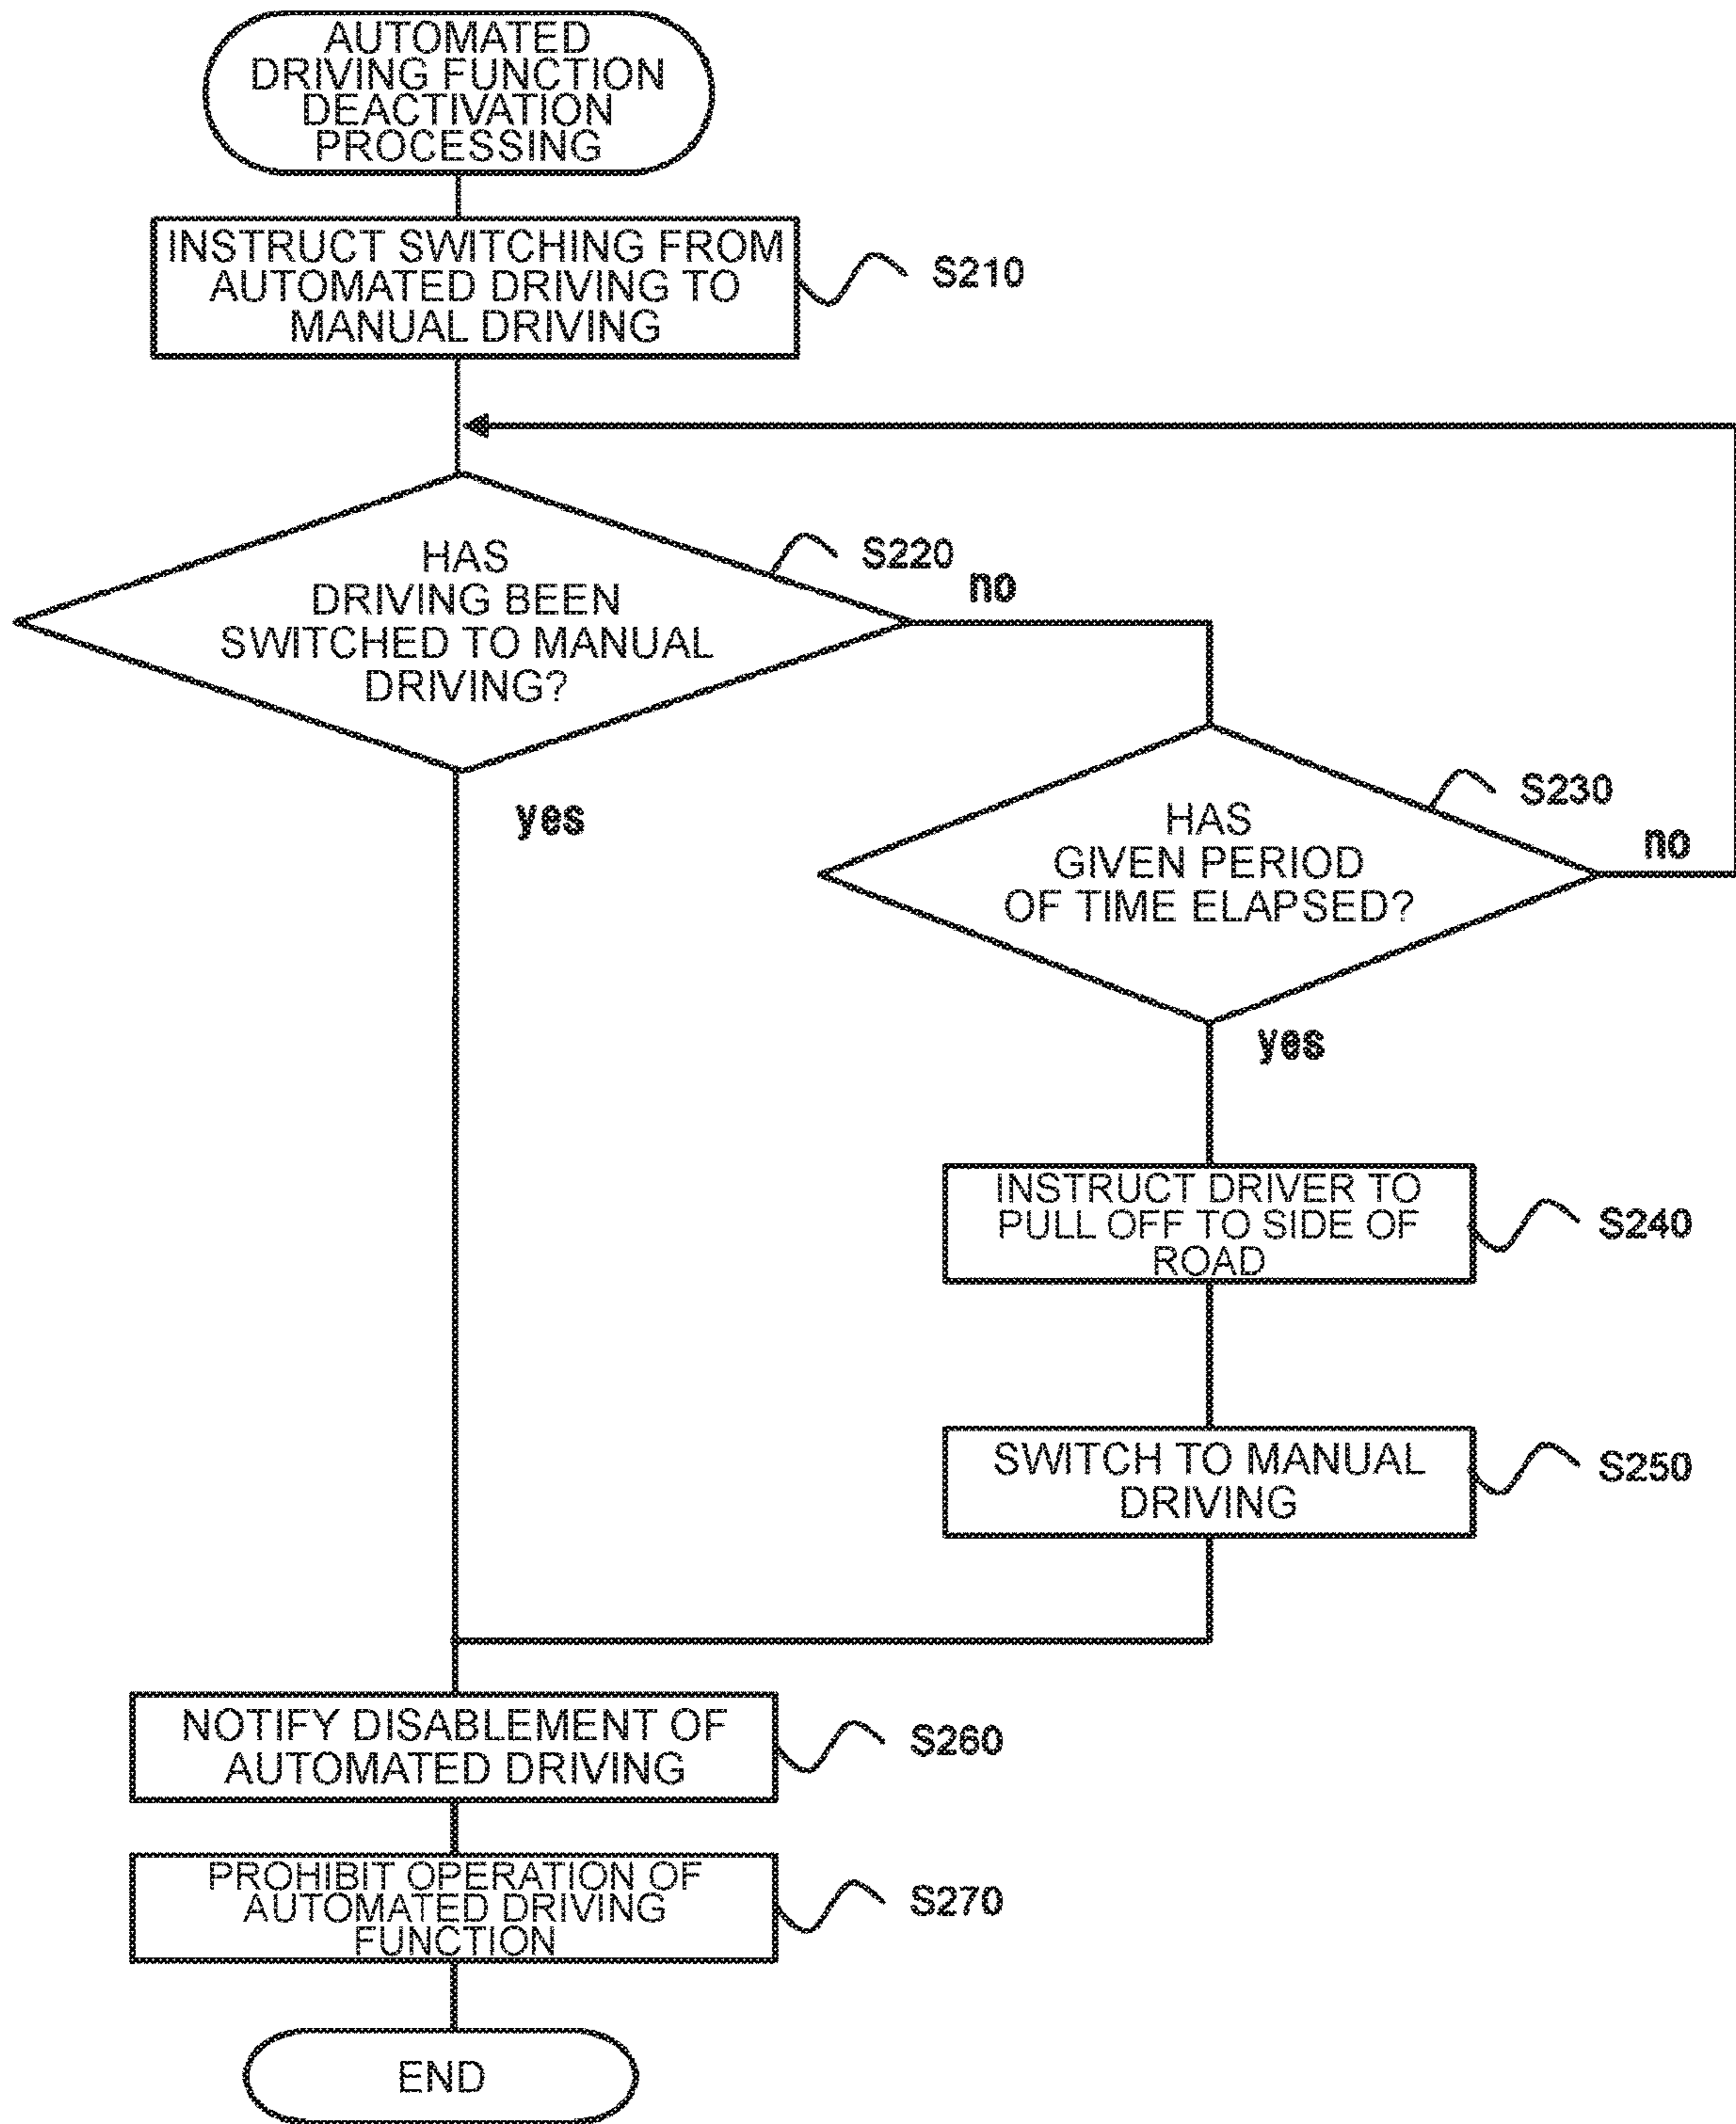 AUTOMATED
DRIVING FUNCTION
DEACTIVATION
PROCESSING
INSTRUCT SWITCHING FROM
AUTOMATED DRIVING TO
MANUAL DRIVING
S210
HAS
DRIVING BEEN
SWITCHED TO MANUAL
DRIVING?
S220
no
yes
HAS
GIVEN PERIOD
OF TIME ELAPSED?
S230
no
yes
INSTRUCT DRIVER TO
PULL OFF TO SIDE OF
ROAD
S240
SWITCH TO MANUAL
DRIVING
S250
NOTIFY DISABLEMENT OF
AUTOMATED DRIVING
S260
PROHIBIT OPERATION OF
AUTOMATED DRIVING
FUNCTION
S270
END